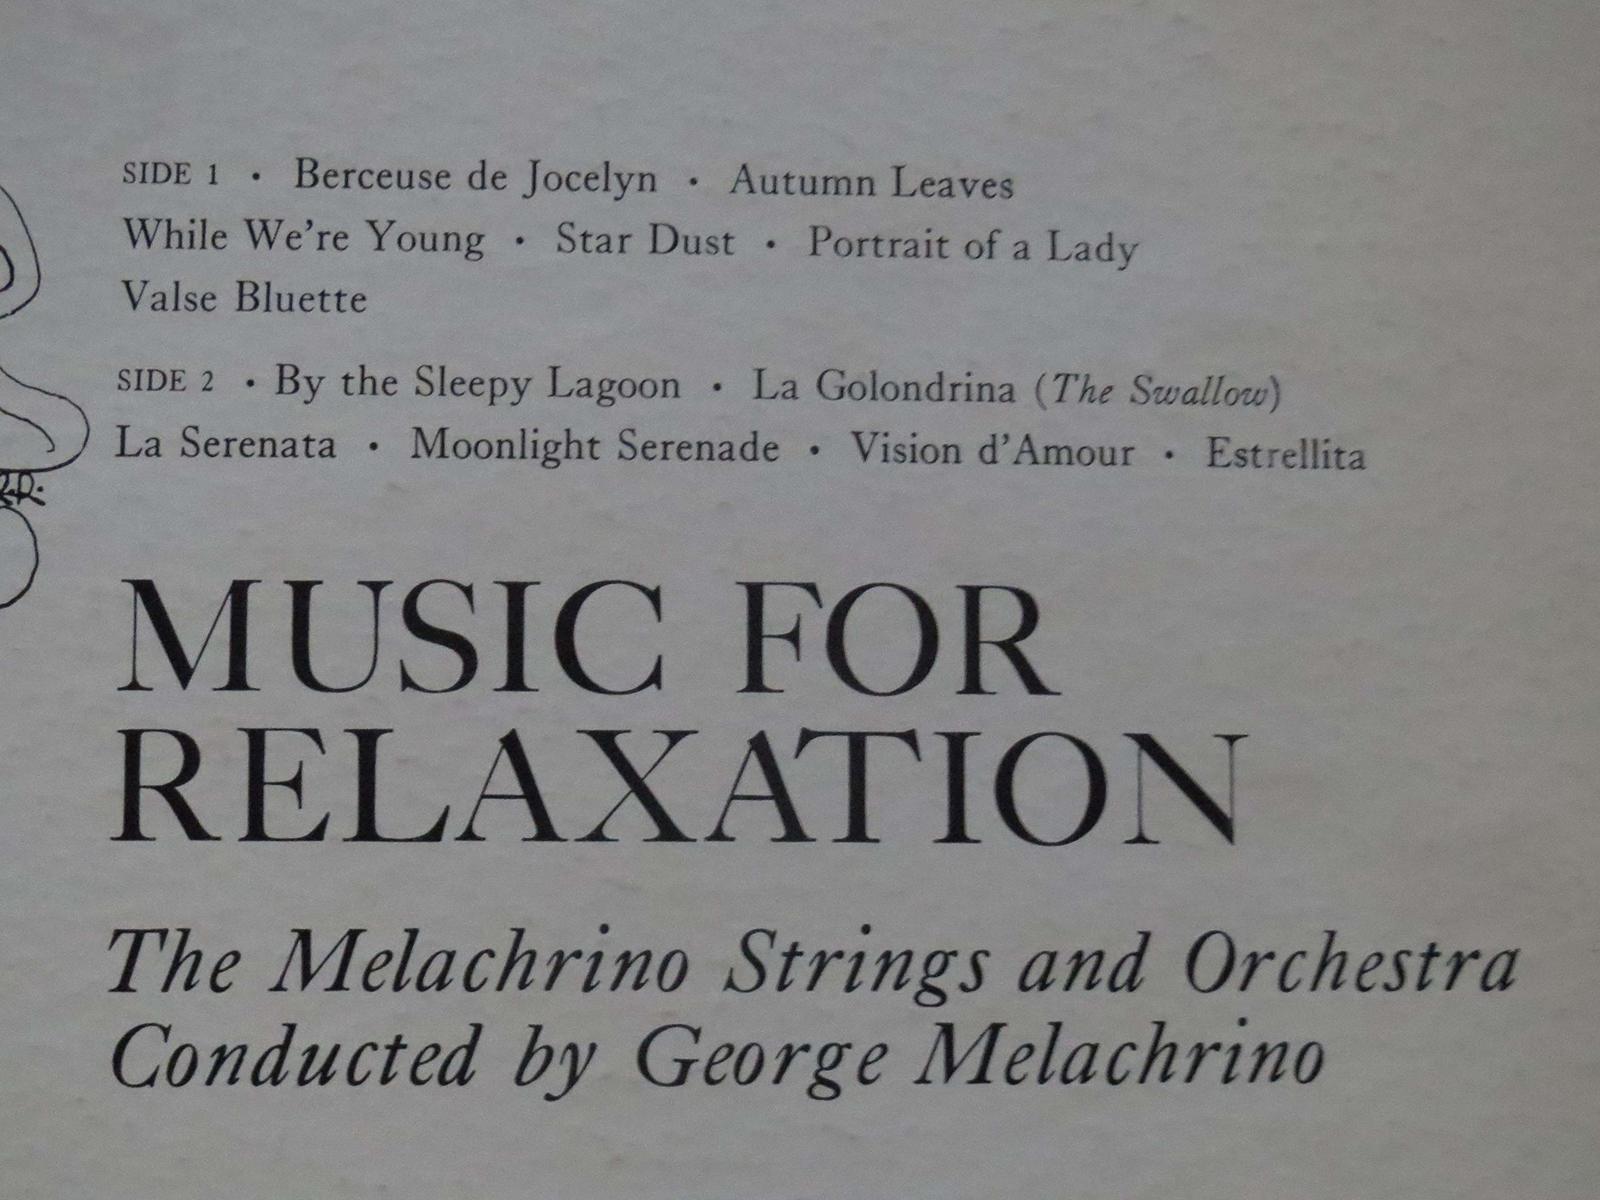 SIDE 1 • Berceuse de Jocelyn • Autumn Leaves
While We're Young • Star Dust • Portrait of a Lady
Valse Bluette
SIDE 2 • By the Sleepy Lagoon • La Golondrina (The Swallow)
La Serenata • Moonlight Serenade • Vision d'Amour • Estrellita
MUSIC FOR
RELAXATION
The Melachrino Strings and Orchestra
Conducted by George Melachrino